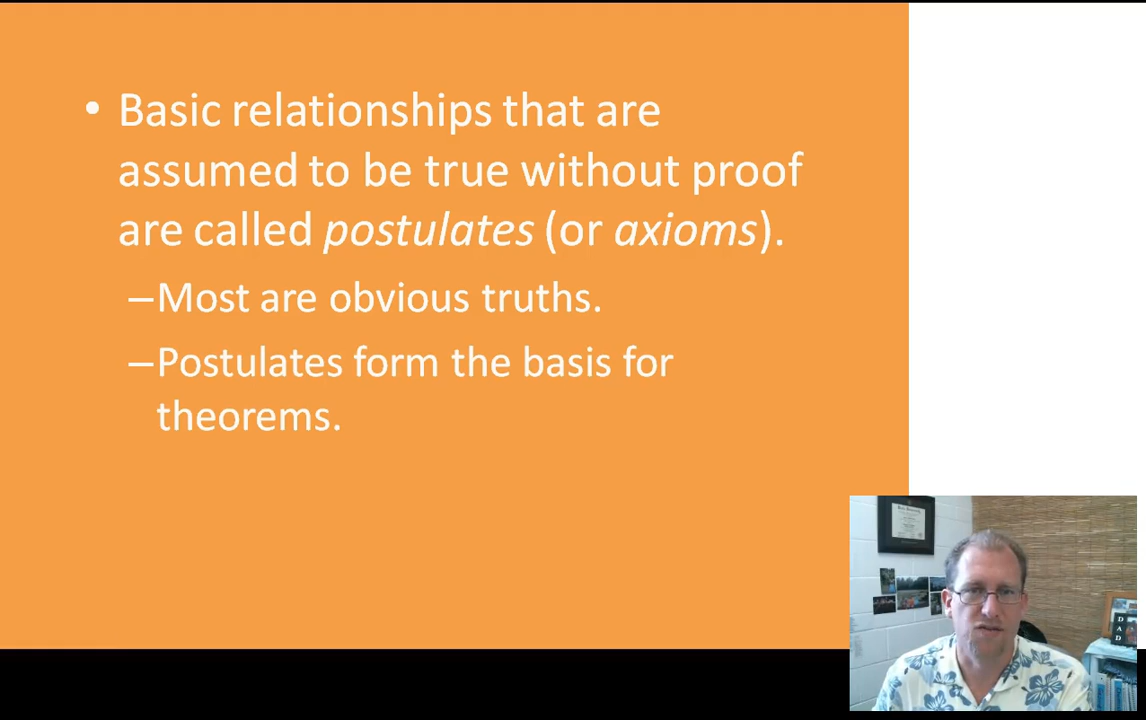 • Basic relationships that are
assumed to be true without proof
are called postulates (or axioms).
–Most are obvious truths.
–Postulates form the basis for
theorems.
DAD